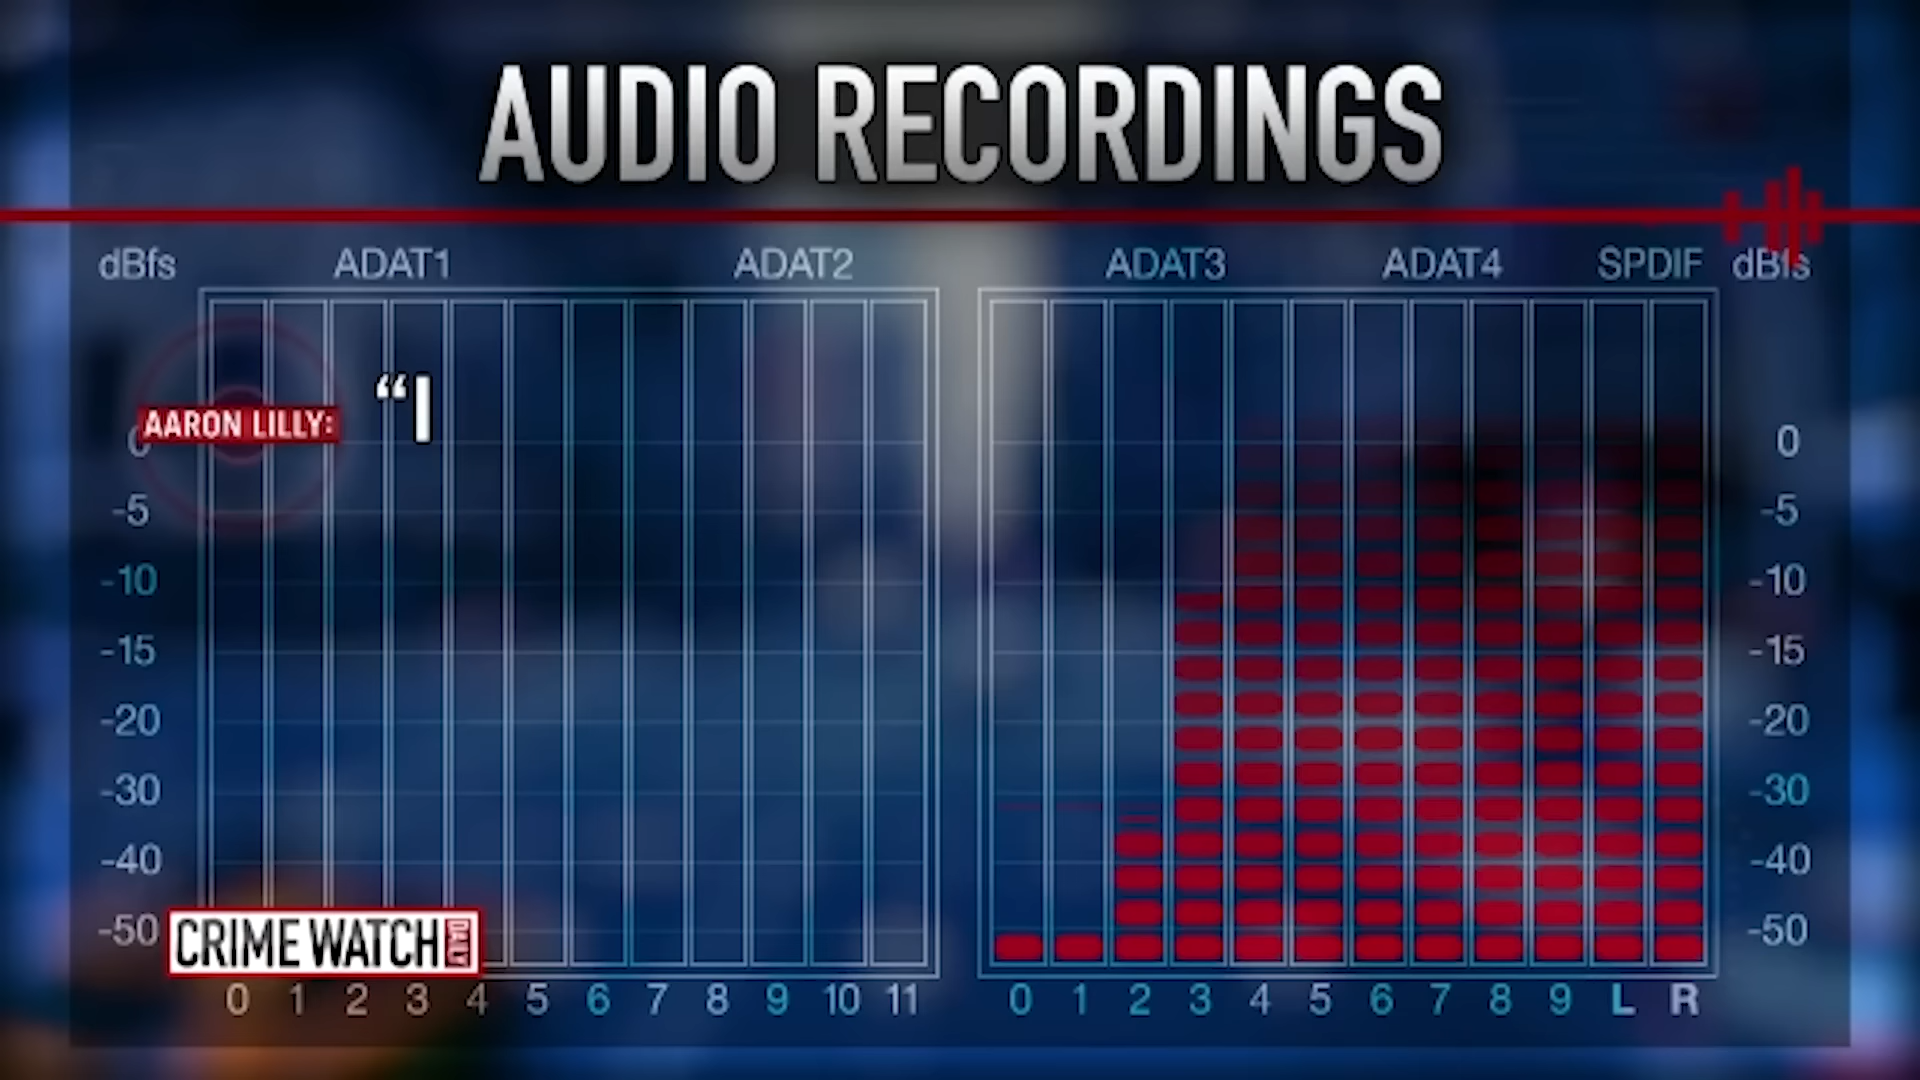 AUDIO RECORDINGS
dBfs ADAT1 ADAT2 ADAT3 ADAT4 SPDIF dBfs
AARON LILLY: “I
0 0
-5 -5
-10 -10
-15 -15
-20 -20
-30 -30
-40 -40
-50 -50
CRIME WATCH DAILY
0 1 2 3 4 5 6 7 8 9 10 11 0 1 2 3 4 5 6 7 8 9 L R